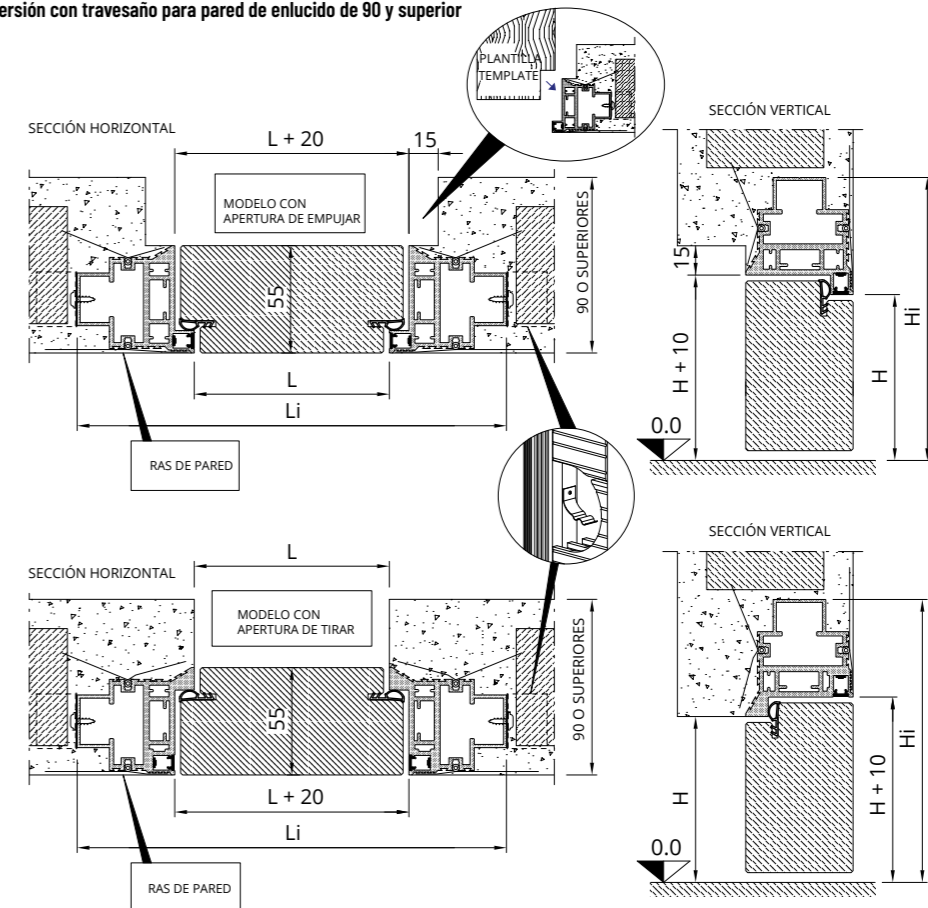 ersión con travesaño para pared de enlucido de 90 y superior
PLANTILLA
TEMPLATE
SECCIÓN HORIZONTAL
L + 20
15
MODELO CON
APERTURA DE EMPUJAR
55
90 O SUPERIORES
L
Li
RAS DE PARED
SECCIÓN VERTICAL
15
H + 10
H
Hi
0.0
SECCIÓN HORIZONTAL
L
MODELO CON
APERTURA DE TIRAR
55
90 O SUPERIORES
L + 20
Li
RAS DE PARED
SECCIÓN VERTICAL
H
H + 10
Hi
0.0